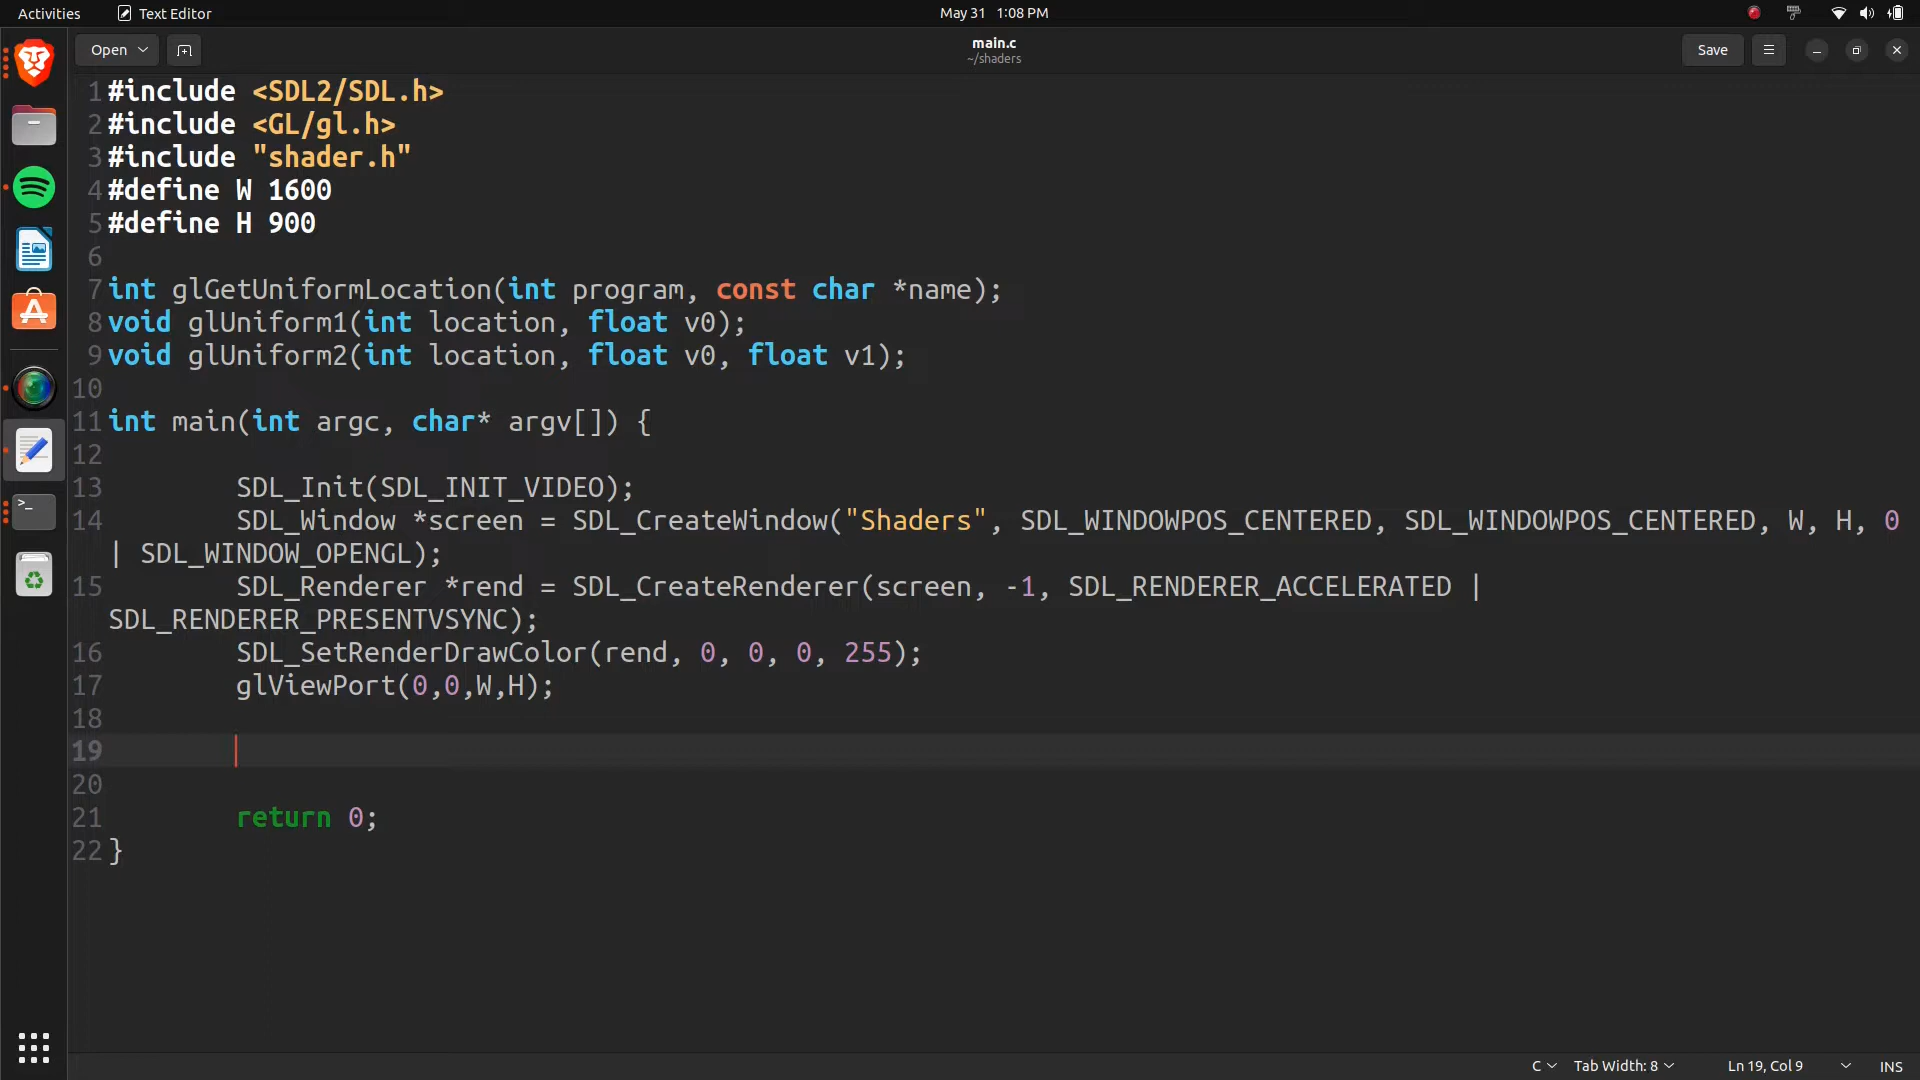 Activities Text Editor May 31 1:08 PM
Open main.c Save
~/shaders
1 #include <SDL2/SDL.h>
2 #include <GL/gl.h>
3 #include "shader.h"
4 #define W 1600
5 #define H 900
6
7 int glGetUniformLocation(int program, const char *name);
8 void glUniform1(int location, float v0);
9 void glUniform2(int location, float v0, float v1);
10
11 int main(int argc, char* argv[]) {
12
13 SDL_Init(SDL_INIT_VIDEO);
14 SDL_Window *screen = SDL_CreateWindow("Shaders", SDL_WINDOWPOS_CENTERED, SDL_WINDOWPOS_CENTERED, W, H, 0
| SDL_WINDOW_OPENGL);
15 SDL_Renderer *rend = SDL_CreateRenderer(screen, -1, SDL_RENDERER_ACCELERATED |
SDL_RENDERER_PRESENTVSYNC);
16 SDL_SetRenderDrawColor(rend, 0, 0, 0, 255);
17 glViewPort(0,0,W,H);
18
19
20
21 return 0;
22 }
C Tab Width: 8 Ln 19, Col 9 INS